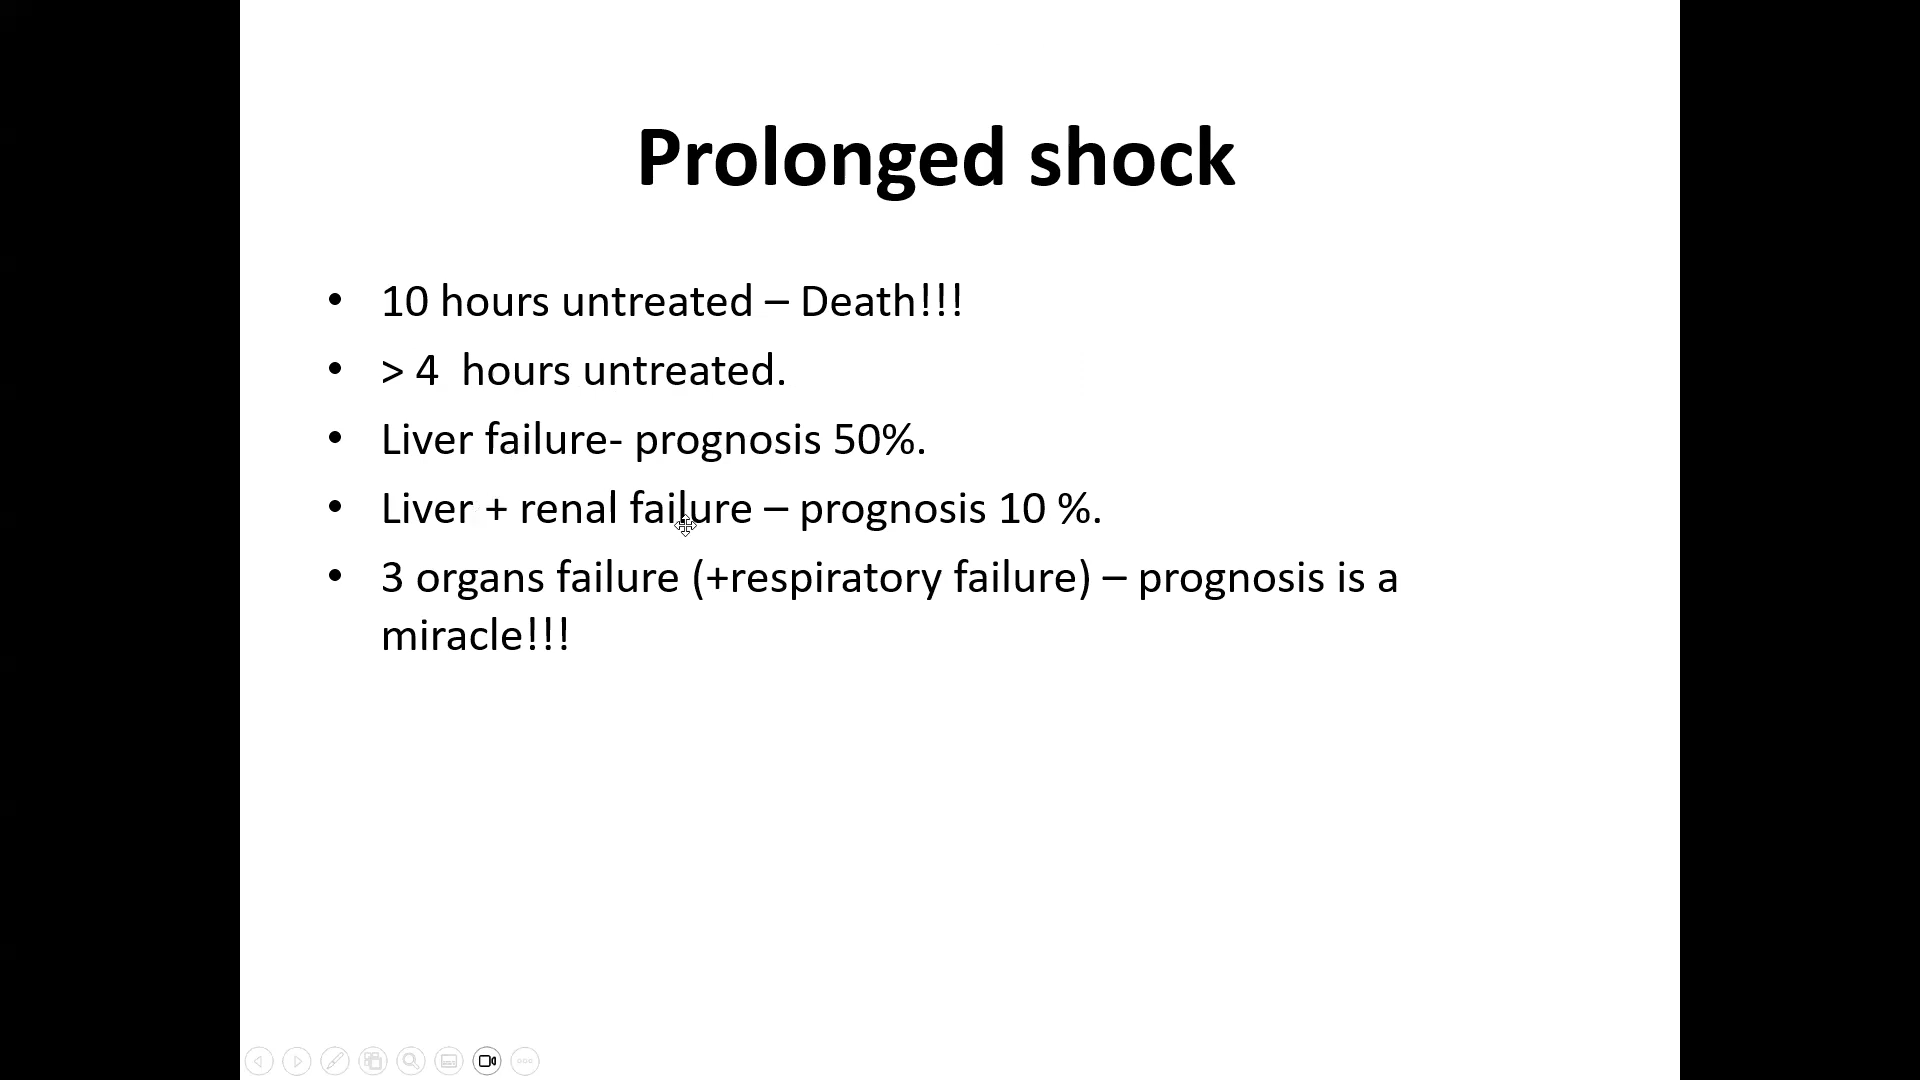 Prolonged shock
• 10 hours untreated – Death!!!
• > 4  hours untreated.
• Liver failure- prognosis 50%.
• Liver + renal failure – prognosis 10 %.
• 3 organs failure (+respiratory failure) – prognosis is a
miracle!!!